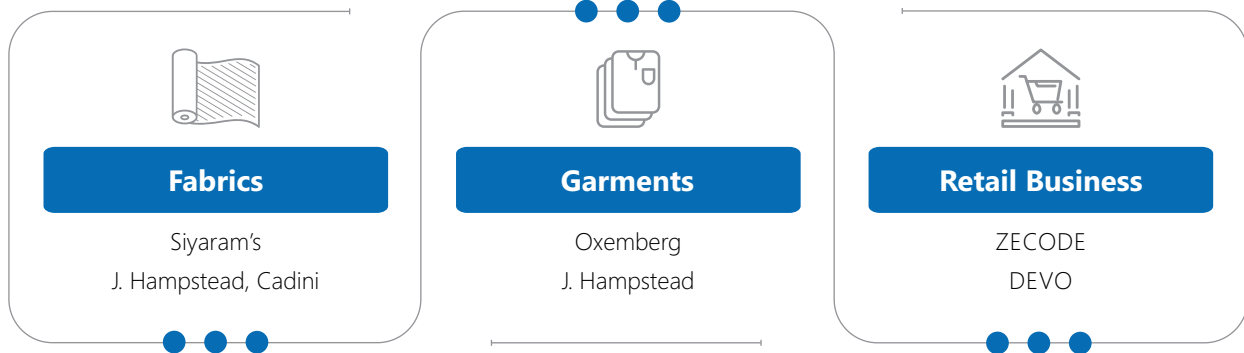 Fabrics
Siyaram’s
J. Hampstead, Cadini
Garments
Oxemberg
J. Hampstead
Retail Business
ZECODE
DEVO